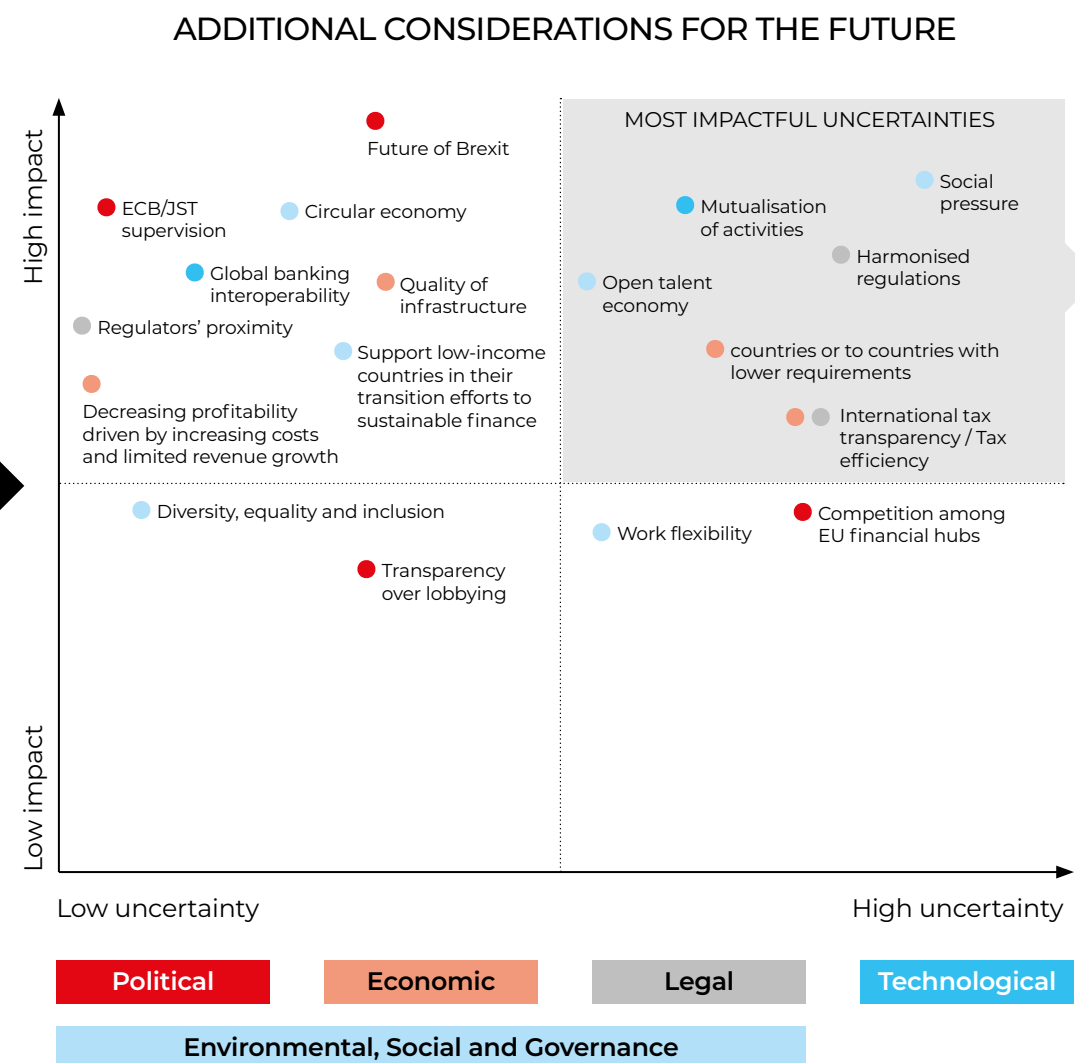 ADDITIONAL CONSIDERATIONS FOR THE FUTURE
High impact
Low impact
MOST IMPACTFUL UNCERTAINTIES
Future of Brexit
ECB/JST
supervision
Circular economy
Global banking
interoperability
Quality of
infrastructure
Regulators' proximity
Support low-income
countries in their
transition efforts to
sustainable finance
Decreasing profitability
driven by increasing costs
and limited revenue growth
Social
pressure
Mutualisation
of activities
Harmonised
regulations
Open talent
economy
countries or to countries with
lower requirements
International tax
transparency / Tax
efficiency
Diversity, equality and inclusion
Transparency
over lobbying
Work flexibility
Competition among
EU financial hubs
Low uncertainty
High uncertainty
Political
Economic
Legal
Technological
Environmental, Social and Governance